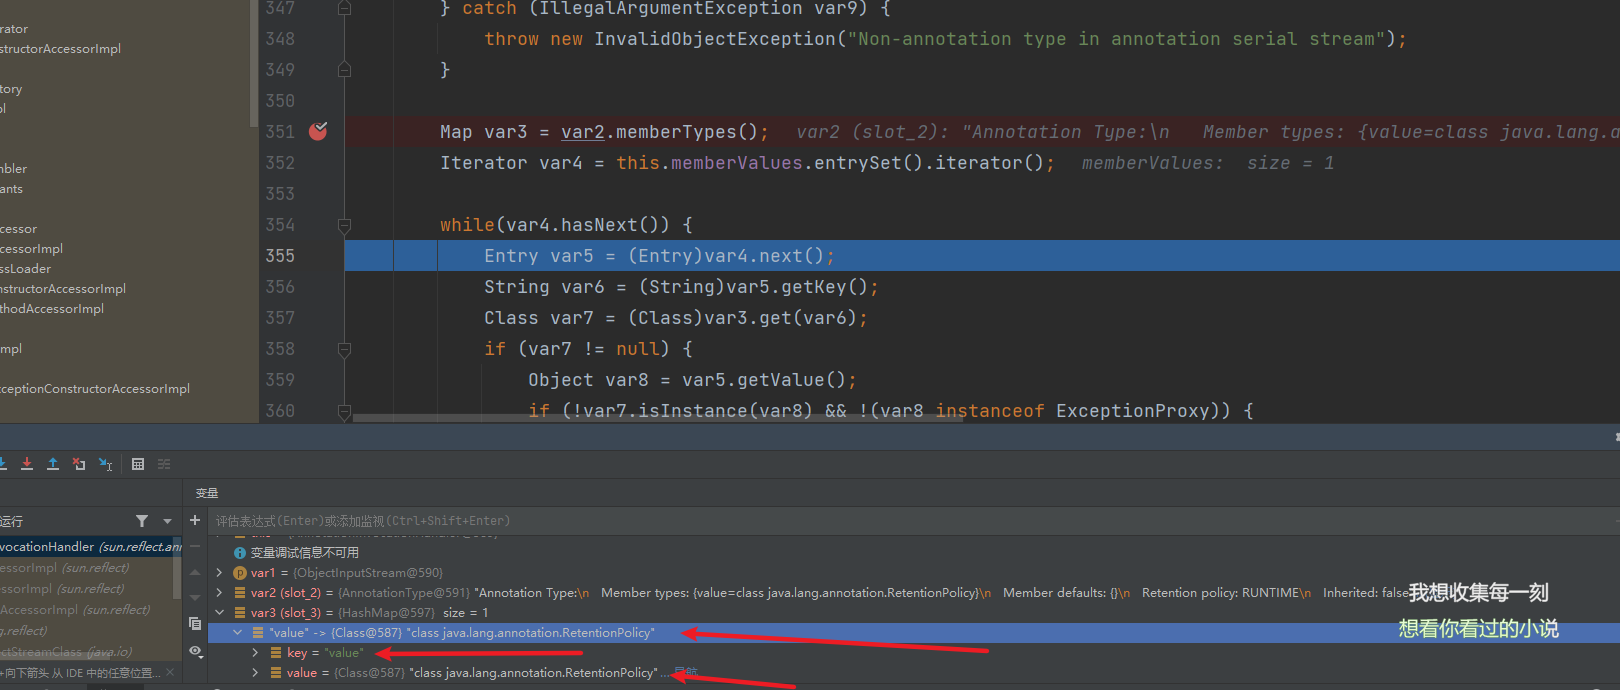 rator
structorAccessorImpl
tory
ol
mbler
ants
cessor
cessorImpl
ssLoader
nstructorAccessorImpl
thodAccessorImpl
mpl
xceptionConstructorAccessorImpl
347 } catch (IllegalArgumentException var9) {
348 throw new InvalidObjectException("Non-annotation type in annotation serial stream");
349 }
350
351 Map var3 = var2.memberTypes(); var2 (slot_2): "Annotation Type:\n Member types: {value=class java.lang.a
352 Iterator var4 = this.memberValues.entrySet().iterator(); memberValues: size = 1
353
354 while(var4.hasNext()) {
355 Entry var5 = (Entry)var4.next();
356 String var6 = (String)var5.getKey();
357 Class var7 = (Class)var3.get(var6);
358 if (var7 != null) {
359 Object var8 = var5.getValue();
360 if (!var7.isInstance(var8) && !(var8 instanceof ExceptionProxy)) {
变量
运行
评估表达式(Enter)或添加监视(Ctrl+Shift+Enter)
vocationHandler (sun.reflect.ann
essorImpl (sun.reflect)
ssorImpl (sun.reflect)
AccessorImpl (sun.reflect)
g.reflect)
ectStreamClass (java.io)
+向下箭头 从 IDE 中的任意位置...
变量调试信息不可用
var1 = {ObjectInputStream@590}
var2 (slot_2) = {AnnotationType@591} "Annotation Type:\n Member types: {value=class java.lang.annotation.RetentionPolicy}\n Member defaults: {}\n Retention policy: RUNTIME\n Inherited: false
var3 (slot_3) = {HashMap@597} size = 1
"value" -> {Class@587} "class java.lang.annotation.RetentionPolicy"
key = "value"
value = {Class@587} "class java.lang.annotation.RetentionPolicy"... 导航
我想收集每一刻
想看你看过的小说